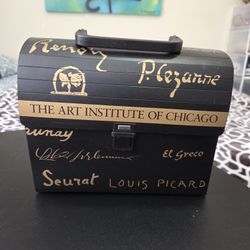 Renoir
P. Cezanne
THE ART INSTITUTE OF CHICAGO
El Greco
Seurat LOUIS PICARD